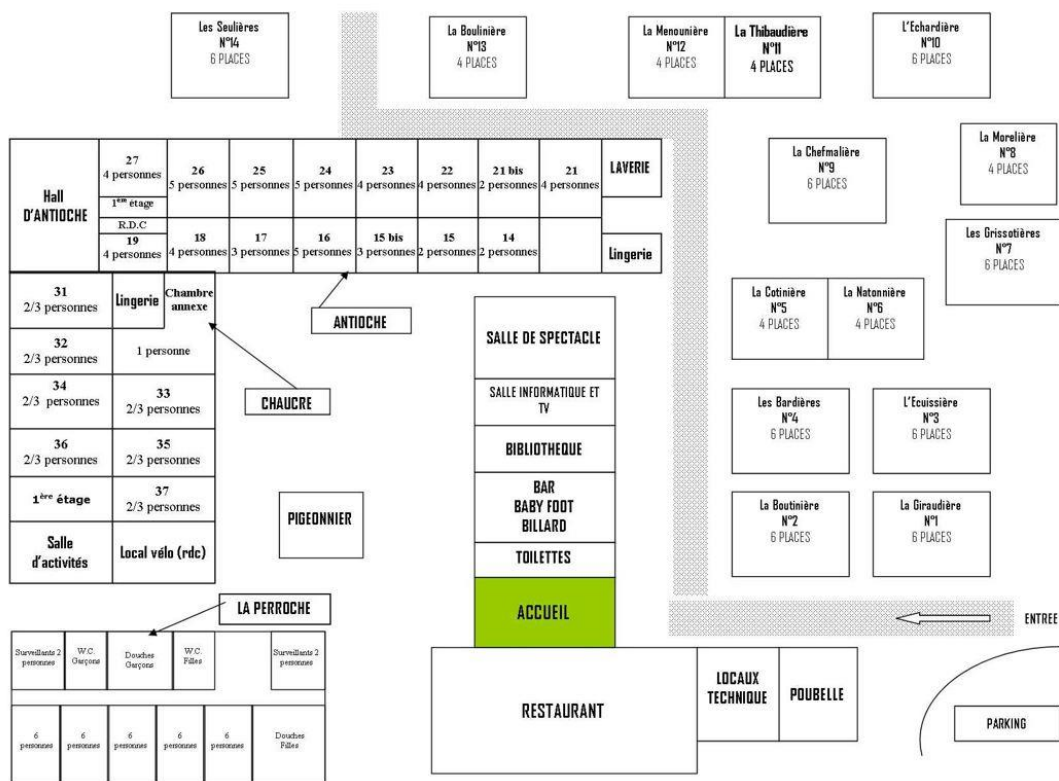 Les Seulières
N°14
6 PLACES
La Boulinière
N°13
4 PLACES
La Menounière
N°12
4 PLACES
La Thibaudière
N°11
4 PLACES
L'Echardière
N°10
6 PLACES
La Chefmalière
N°9
6 PLACES
La Morelière
N°8
4 PLACES
Les Grissotières
N°7
6 PLACES
La Cotinière
N°5
4 PLACES
La Natonnière
N°6
4 PLACES
Les Bardières
N°4
6 PLACES
L'Ecuissière
N°3
6 PLACES
La Boutinière
N°2
6 PLACES
La Giraudière
N°1
6 PLACES
Hall
D'ANTIOCHE
27
4 personnes
1ème étage
R.D.C
19
4 personnes
26
5 personnes
25
5 personnes
24
5 personnes
23
4 personnes
22
4 personnes
21 bis
2 personnes
21
4 personnes
LAVERIE
18
4 personnes
17
3 personnes
16
5 personnes
15 bis
3 personnes
15
2 personnes
14
2 personnes
Lingerie
ANTIOCHE
31
2/3 personnes
Lingerie
Chambre
annexe
32
2/3 personnes
1 personne
34
2/3 personnes
33
2/3 personnes
CHAUCRE
36
2/3 personnes
35
2/3 personnes
1ère étage
37
2/3 personnes
Salle
d'activités
Local vélo (rdc)
PIGEONNIER
SALLE DE SPECTACLE
SALLE INFORMATIQUE ET
TV
BIBLIOTHEQUE
BAR
BABY FOOT
BILLARD
TOILETTES
ACCUEIL
ENTREE
LA PERROCHE
Surveillants 2
personnes
W.C.
Garçons
Douches
Garçons
W.C.
Filles
Surveillants 2
personnes
6
personnes
6
personnes
6
personnes
6
personnes
6
personnes
Douches
Filles
RESTAURANT
LOCAUX
TECHNIQUE
POUBELLE
PARKING